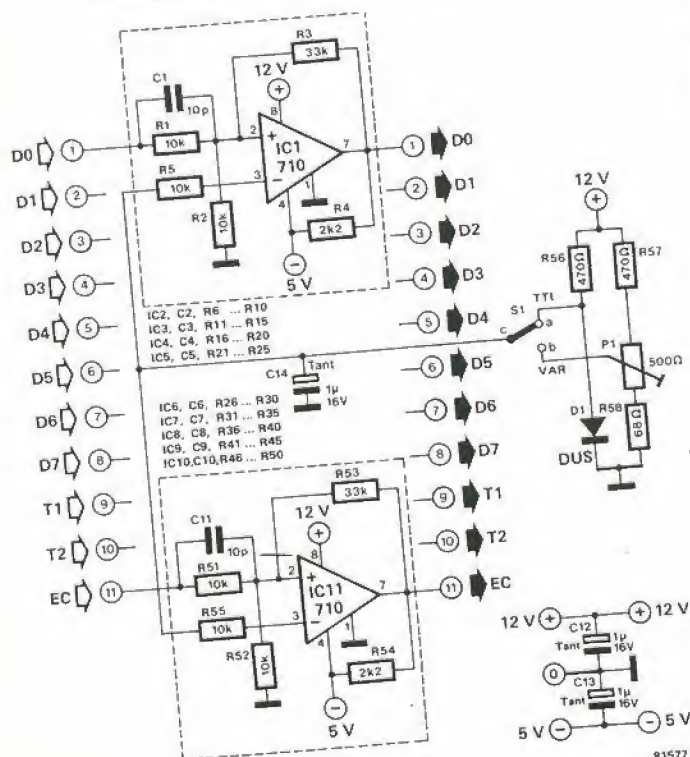 R3
33k
12 V
+
C1
10p
8
R1
10k
2
+
IC1
710
7
D0
1
1
D0
R5
10k
3
−
1
4
D1
2
2
D1
R2
10k
R4
2k2
D2
3
3
D2
−
5 V
D3
4
4
D3
IC2, C2, R6 ... R10
IC3, C3, R11 ... R15
IC4, C4, R16 ... R20
IC5, C5, R21 ... R25
D4
5
5
D4
12 V
+
R56
470Ω
470Ω
R57
S1
TTL
c
a
b
VAR
P1
500Ω
D5
6
6
D5
C14
Tant
1µ
16V
D1
R58
68Ω
DUS
D6
7
7
D6
IC6, C6, R26 ... R30
IC7, C7, R31 ... R35
IC8, C8, R36 ... R40
IC9, C9, R41 ... R45
IC10,C10,R46 ... R50
D7
8
8
D7
R53
33k
T1
9
9
T1
12 V
+
C11
10p
8
T2
10
10
T2
R51
10k
2
+
IC11
710
7
EC
11
11
EC
R55
10k
3
−
1
4
R52
10k
R54
2k2
−
5 V
12 V
+
+
12 V
C12
1µ
Tant
16V
0
C13
1µ
Tant
16V
5 V
−
−
5 V
81577